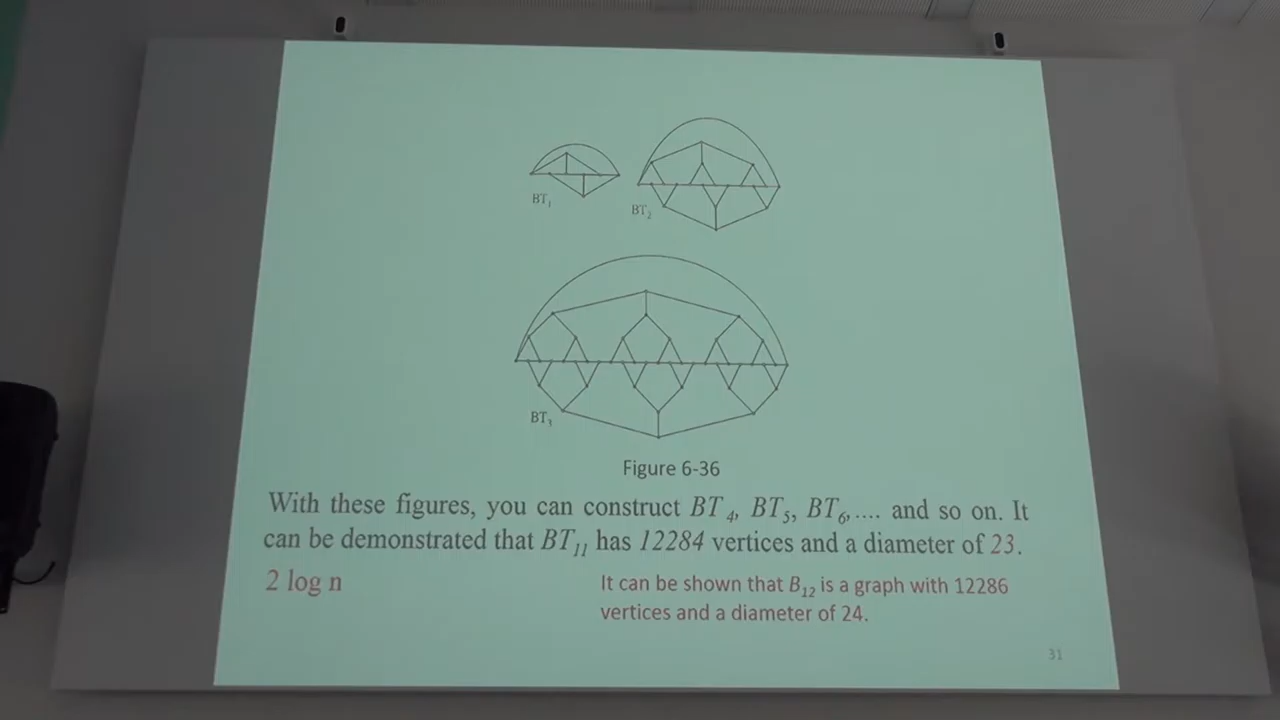 BT1
BT2
BT3
Figure 6-36
With these figures, you can construct BT4, BT5, BT6,.... and so on. It
can be demonstrated that BT11 has 12284 vertices and a diameter of 23.
2 log n
It can be shown that B12 is a graph with 12286
vertices and a diameter of 24.
31